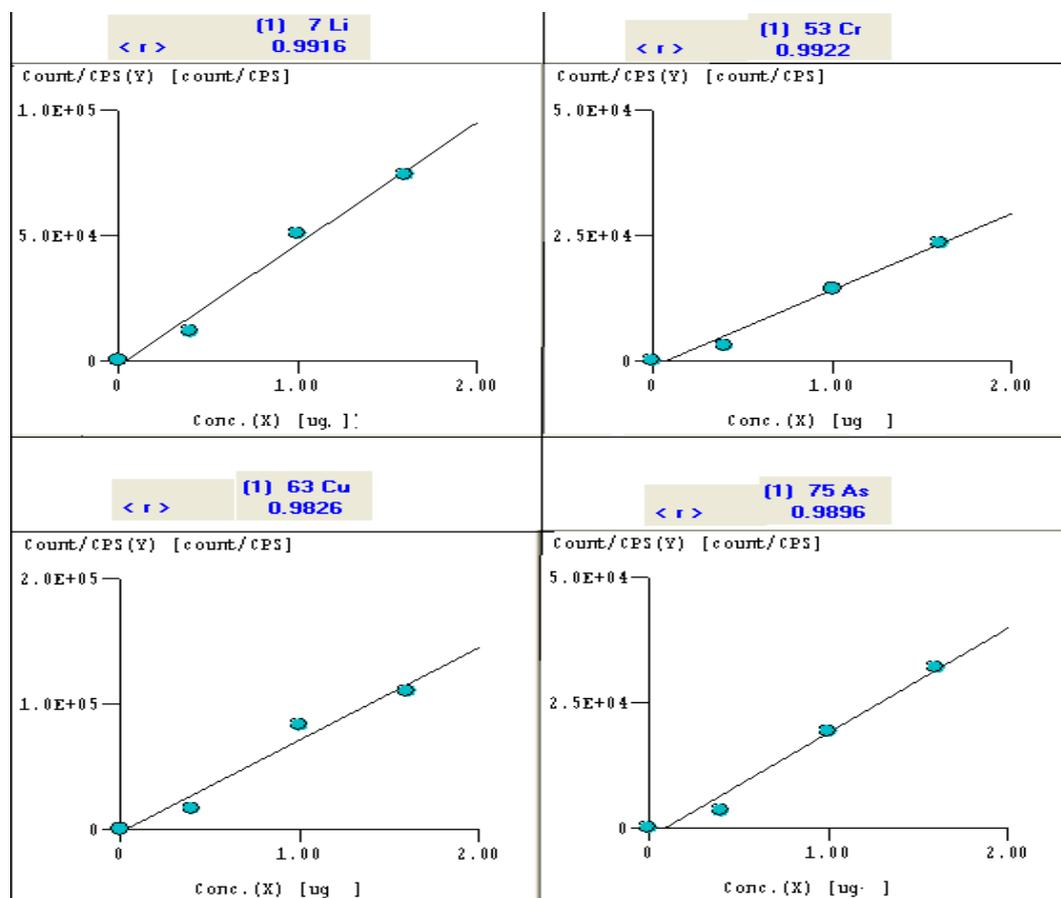 (1) 7 Li
< r > 0.9916
Count/CPS(Y) [count/CPS]
1.0E+05
5.0E+04
0
0 1.00 2.00
Conc.(X) [ug, ]
(1) 53 Cr
< r > 0.9922
Count/CPS(Y) [count/CPS]
5.0E+04
2.5E+04
0
0 1.00 2.00
Conc.(X) [ug ]
(1) 63 Cu
< r > 0.9826
Count/CPS(Y) [count/CPS]
2.0E+05
1.0E+05
0
0 1.00 2.00
Conc.(X) [ug ]
(1) 75 As
< r > 0.9896
Count/CPS(Y) [count/CPS]
5.0E+04
2.5E+04
0
0 1.00 2.00
Conc.(X) [ug· ]